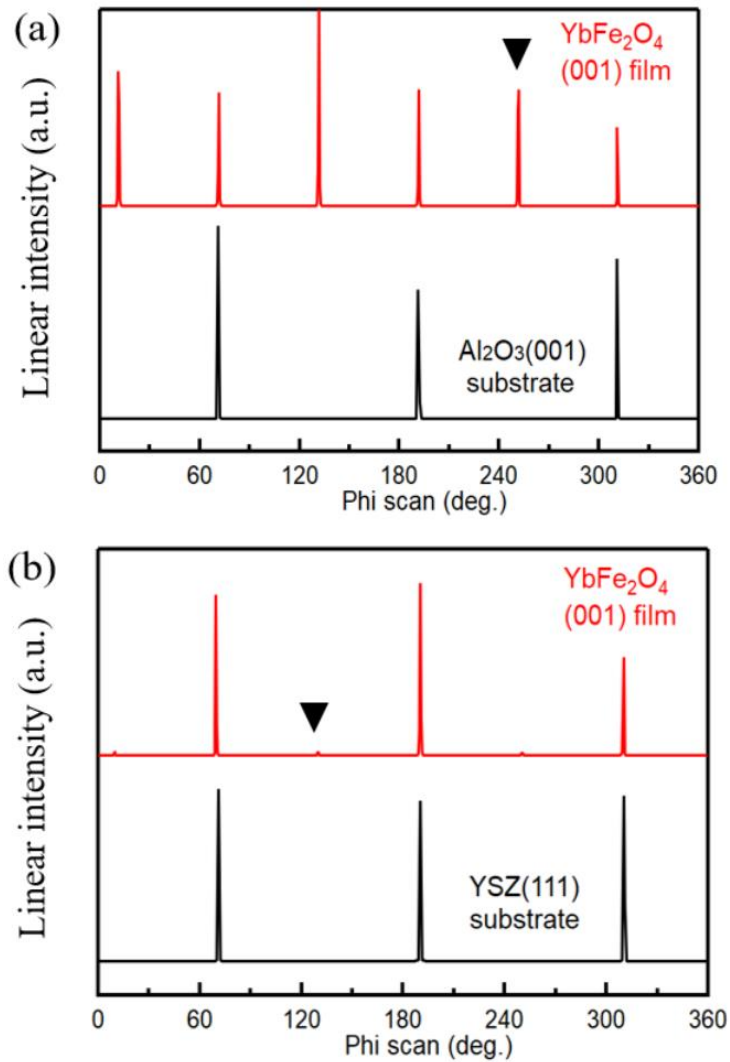 (a)
YbFe₂O₄
(001) film
Linear intensity (a.u.)
Al₂O₃(001)
substrate
0 60 120 180 240 300 360
Phi scan (deg.)
(b)
YbFe₂O₄
(001) film
Linear intensity (a.u.)
YSZ(111)
substrate
0 60 120 180 240 300 360
Phi scan (deg.)